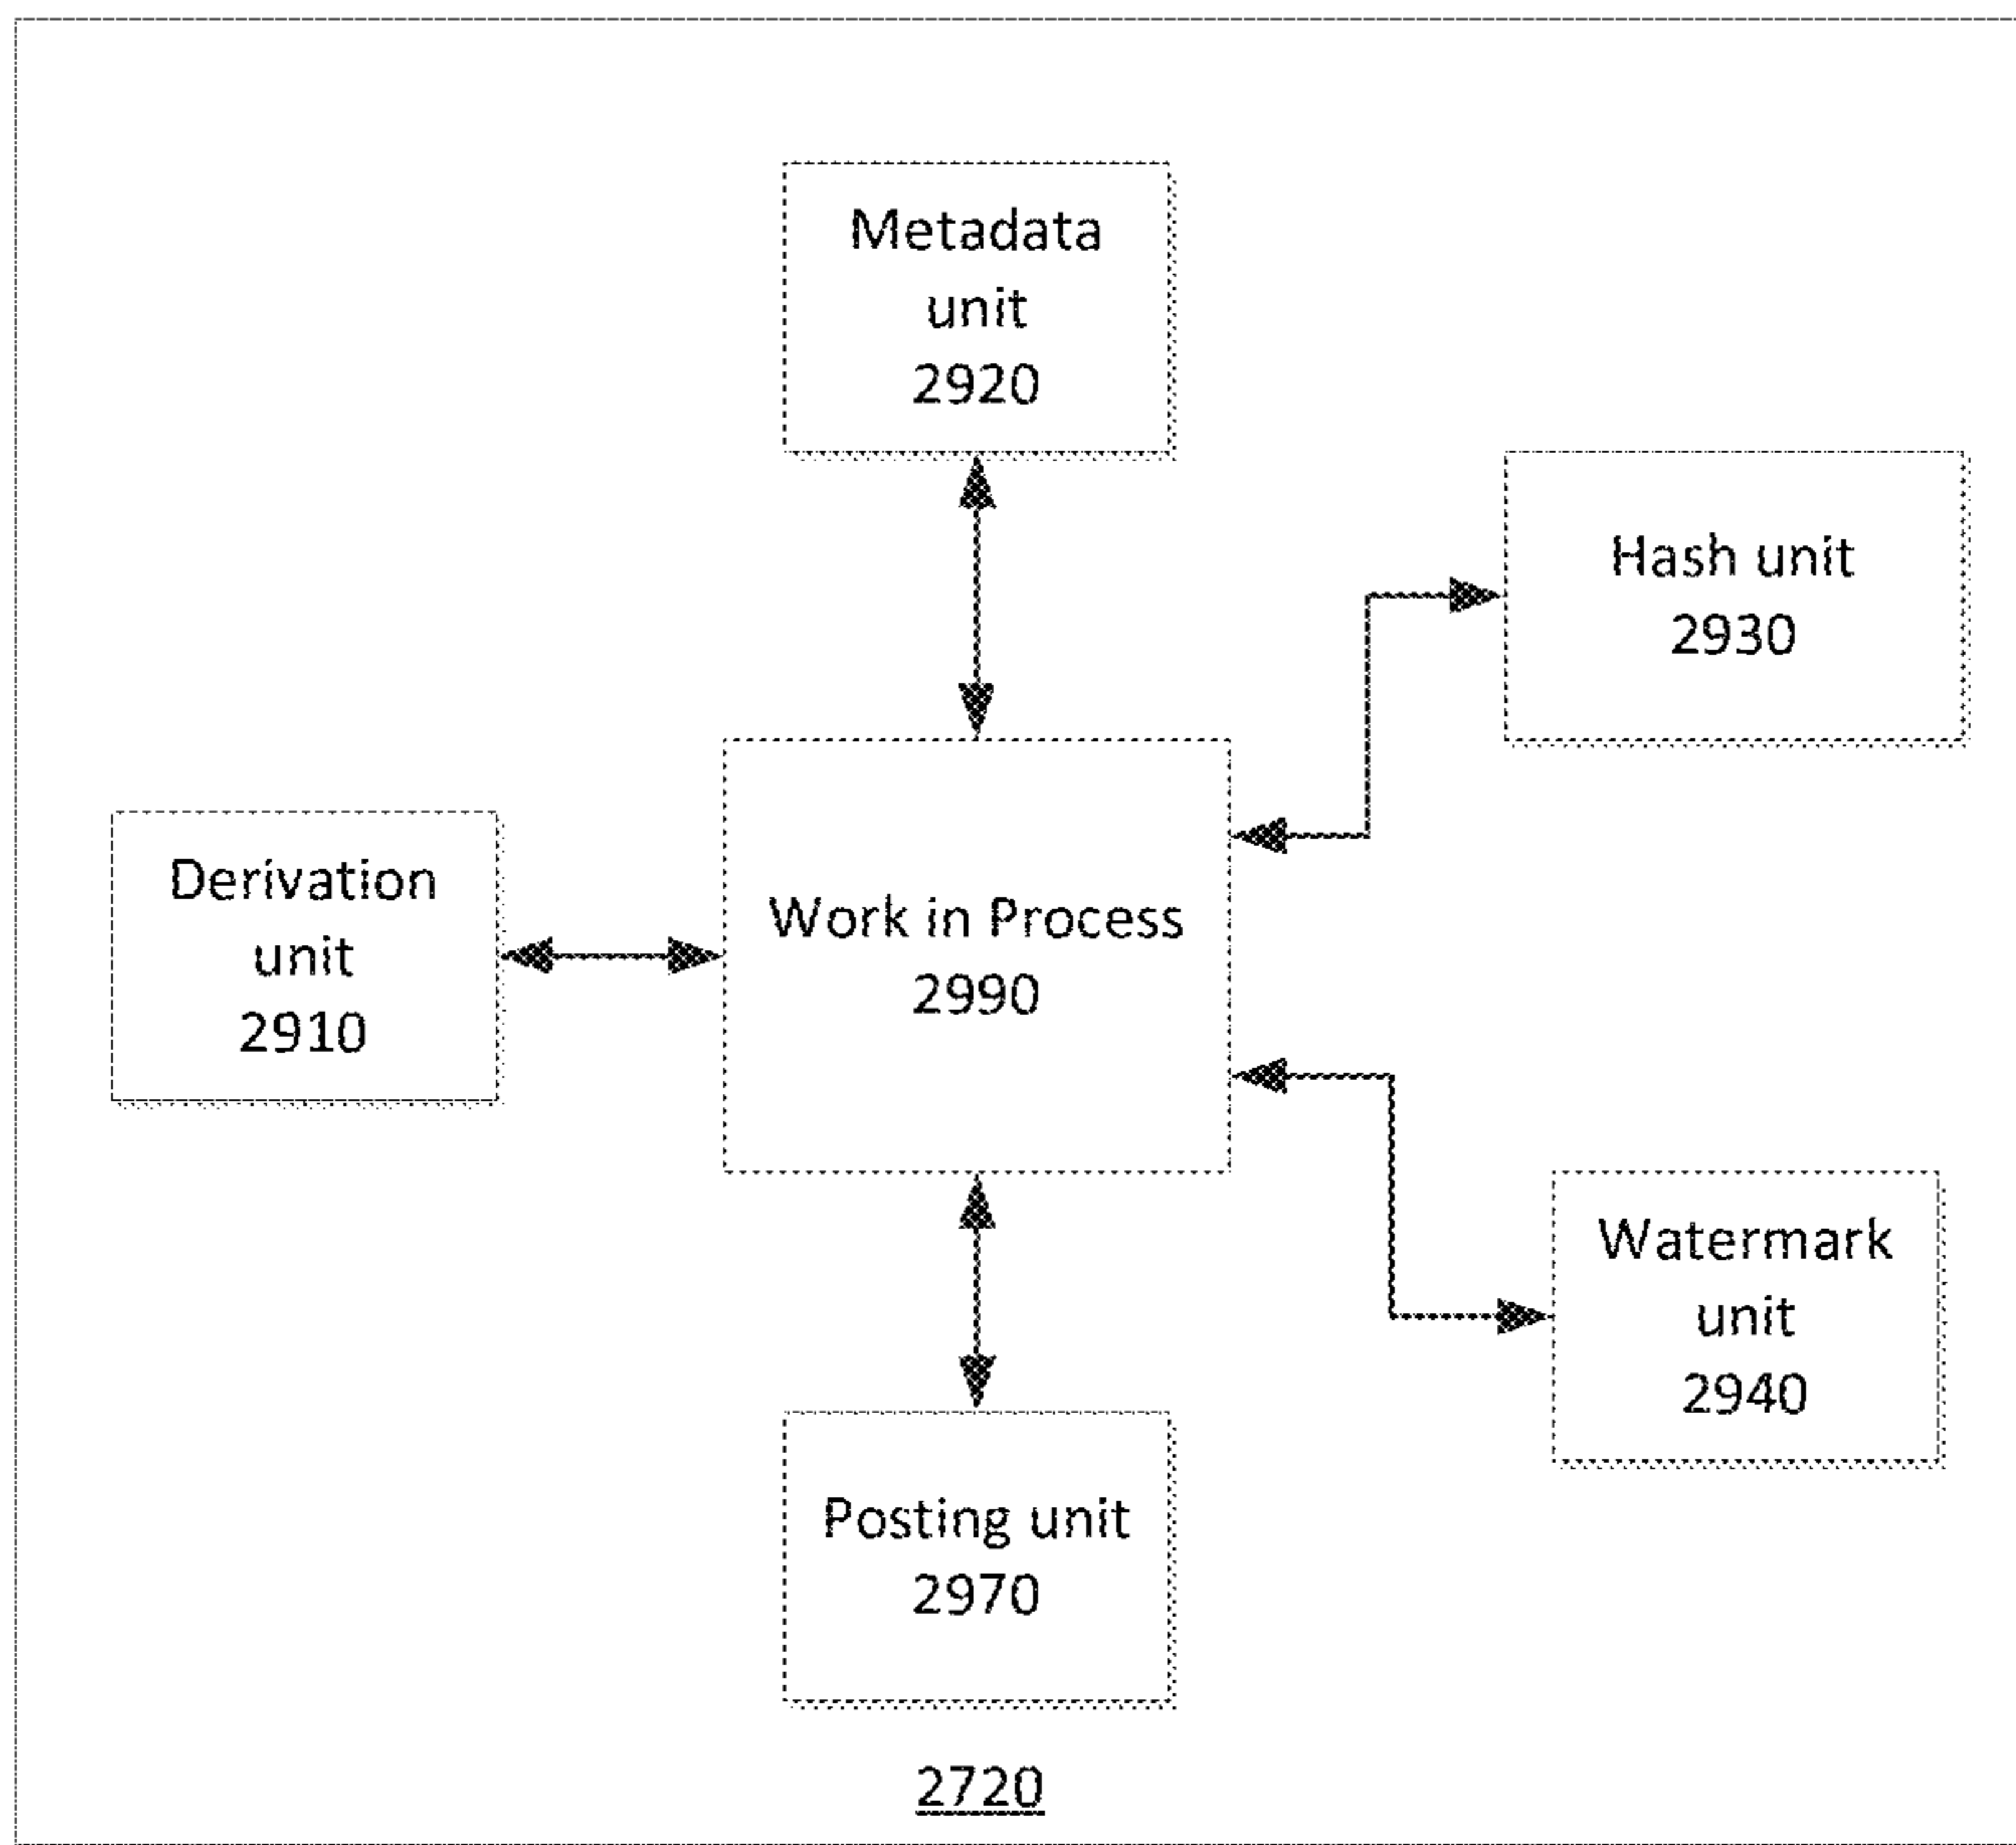 Metadata
unit
2920
Hash unit
2930
Derivation
unit
2910
Work in Process
2990
Watermark
unit
2940
Posting unit
2970
2720